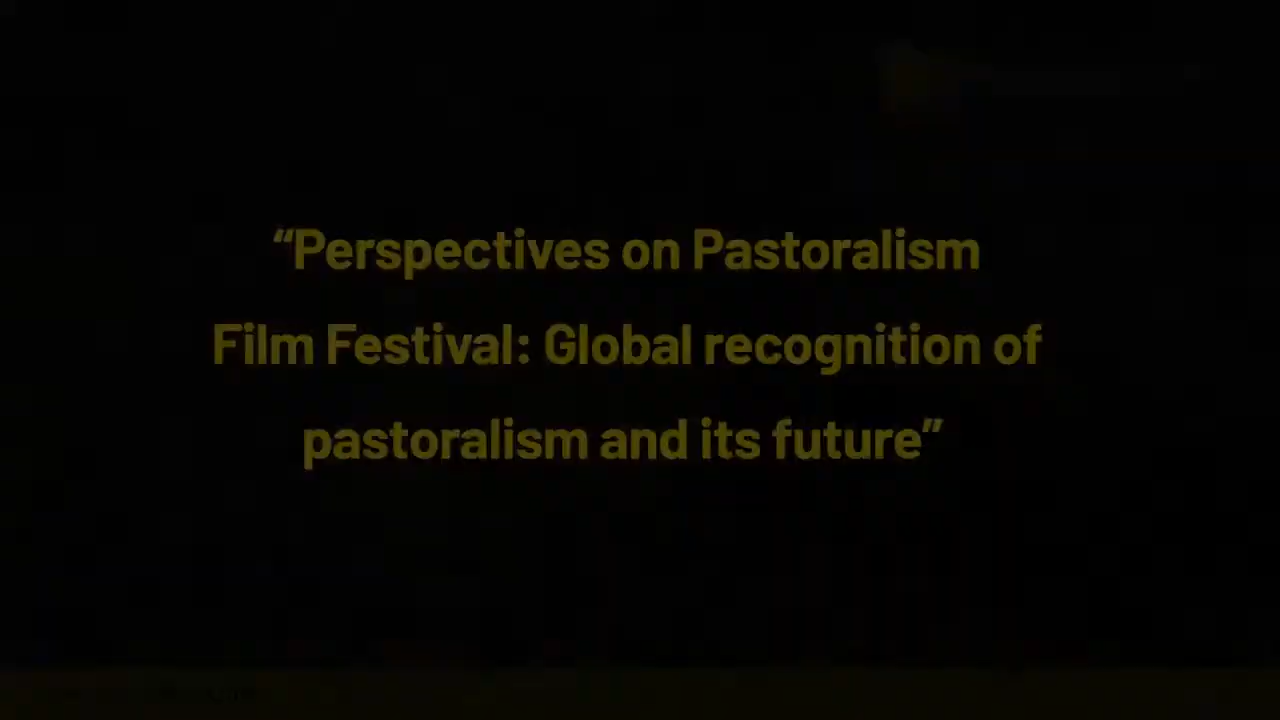 “Perspectives on Pastoralism
Film Festival: Global recognition of
pastoralism and its future”